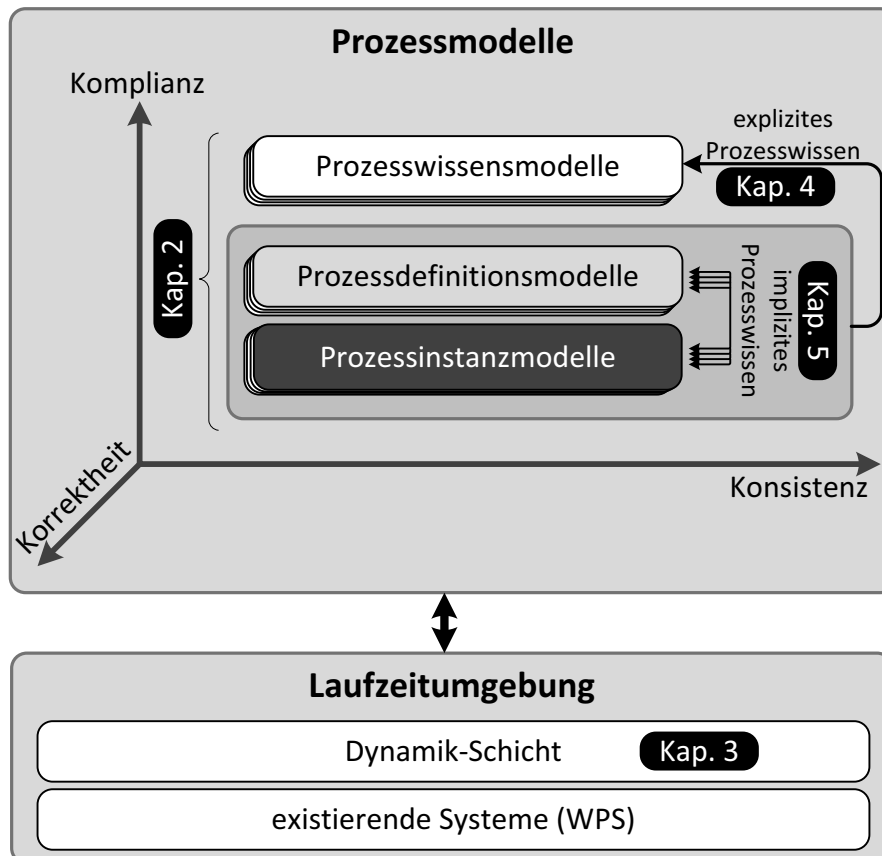 Prozessmodelle
Komplianz
explizites
Prozesswissen
Kap. 4
Prozesswissensmodelle
Kap. 2
Prozessdefinitionsmodelle
Prozessinstanzmodelle
implizites
Prozesswissen
Kap. 5
Korrektheit
Konsistenz
Laufzeitumgebung
Dynamik-Schicht Kap. 3
existierende Systeme (WPS)